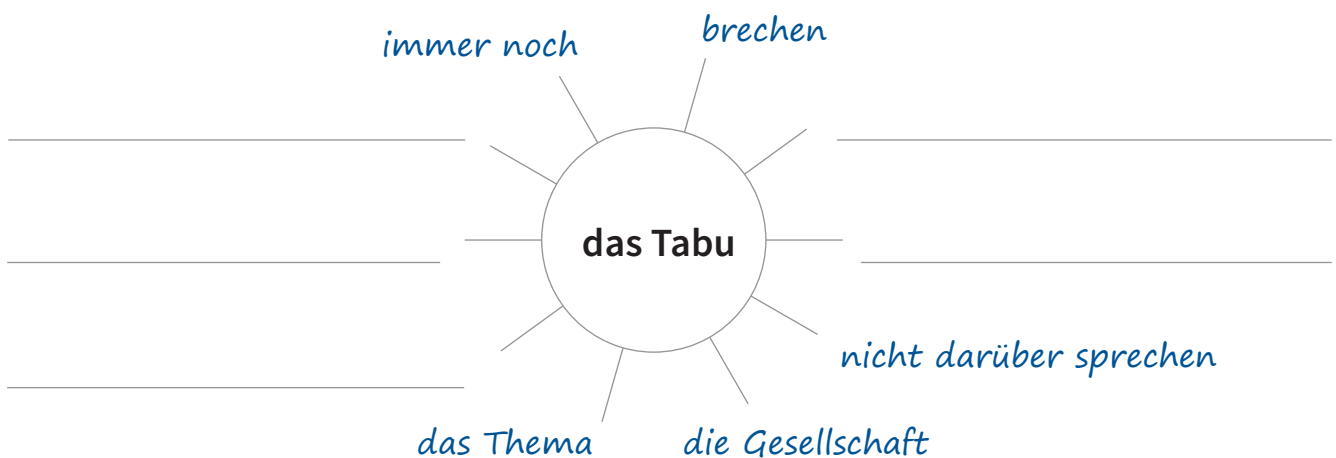 immer noch
brechen
das Tabu
nicht darüber sprechen
das Thema
die Gesellschaft